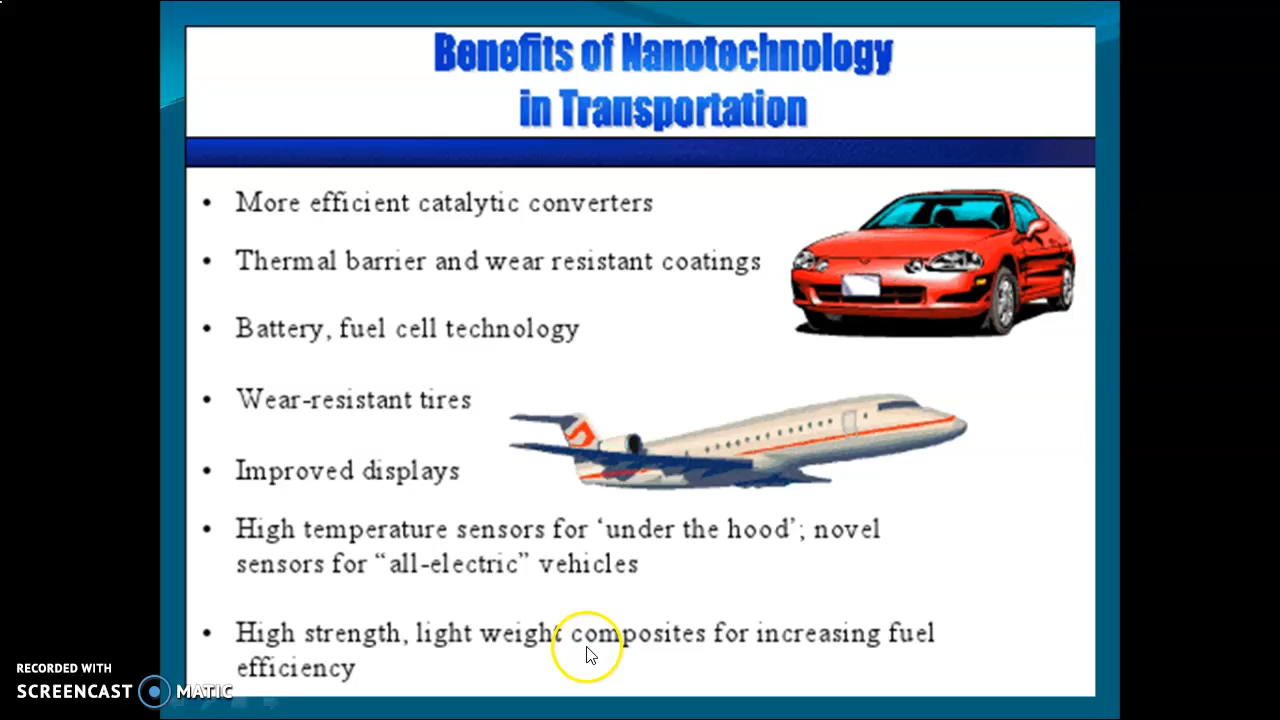 Benefits of Nanotechnology
in Transportation
• More efficient catalytic converters
• Thermal barrier and wear resistant coatings
• Battery, fuel cell technology
• Wear-resistant tires
• Improved displays
• High temperature sensors for ‘under the hood’; novel
sensors for “all-electric” vehicles
• High strength, light weight composites for increasing fuel
efficiency
RECORDED WITH
SCREENCAST MATIC